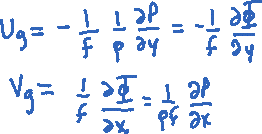 Ug = - 1/f 1/ρ ∂P/∂y = - 1/f ∂Φ/∂y
Vg = 1/f ∂Φ/∂x = 1/ρf ∂P/∂x